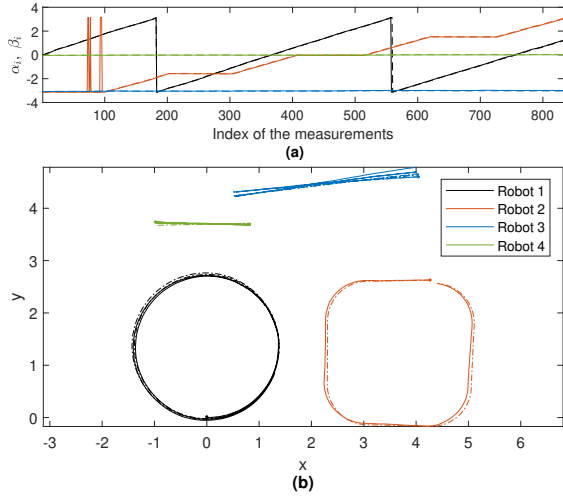 4
2
0
-2
-4
α_i, β_i
100 200 300 400 500 600 700 800
Index of the measurements
(a)
4
3
2
1
0
y
Robot 1
Robot 2
Robot 3
Robot 4
-3 -2 -1 0 1 2 3 4 5 6
x
(b)